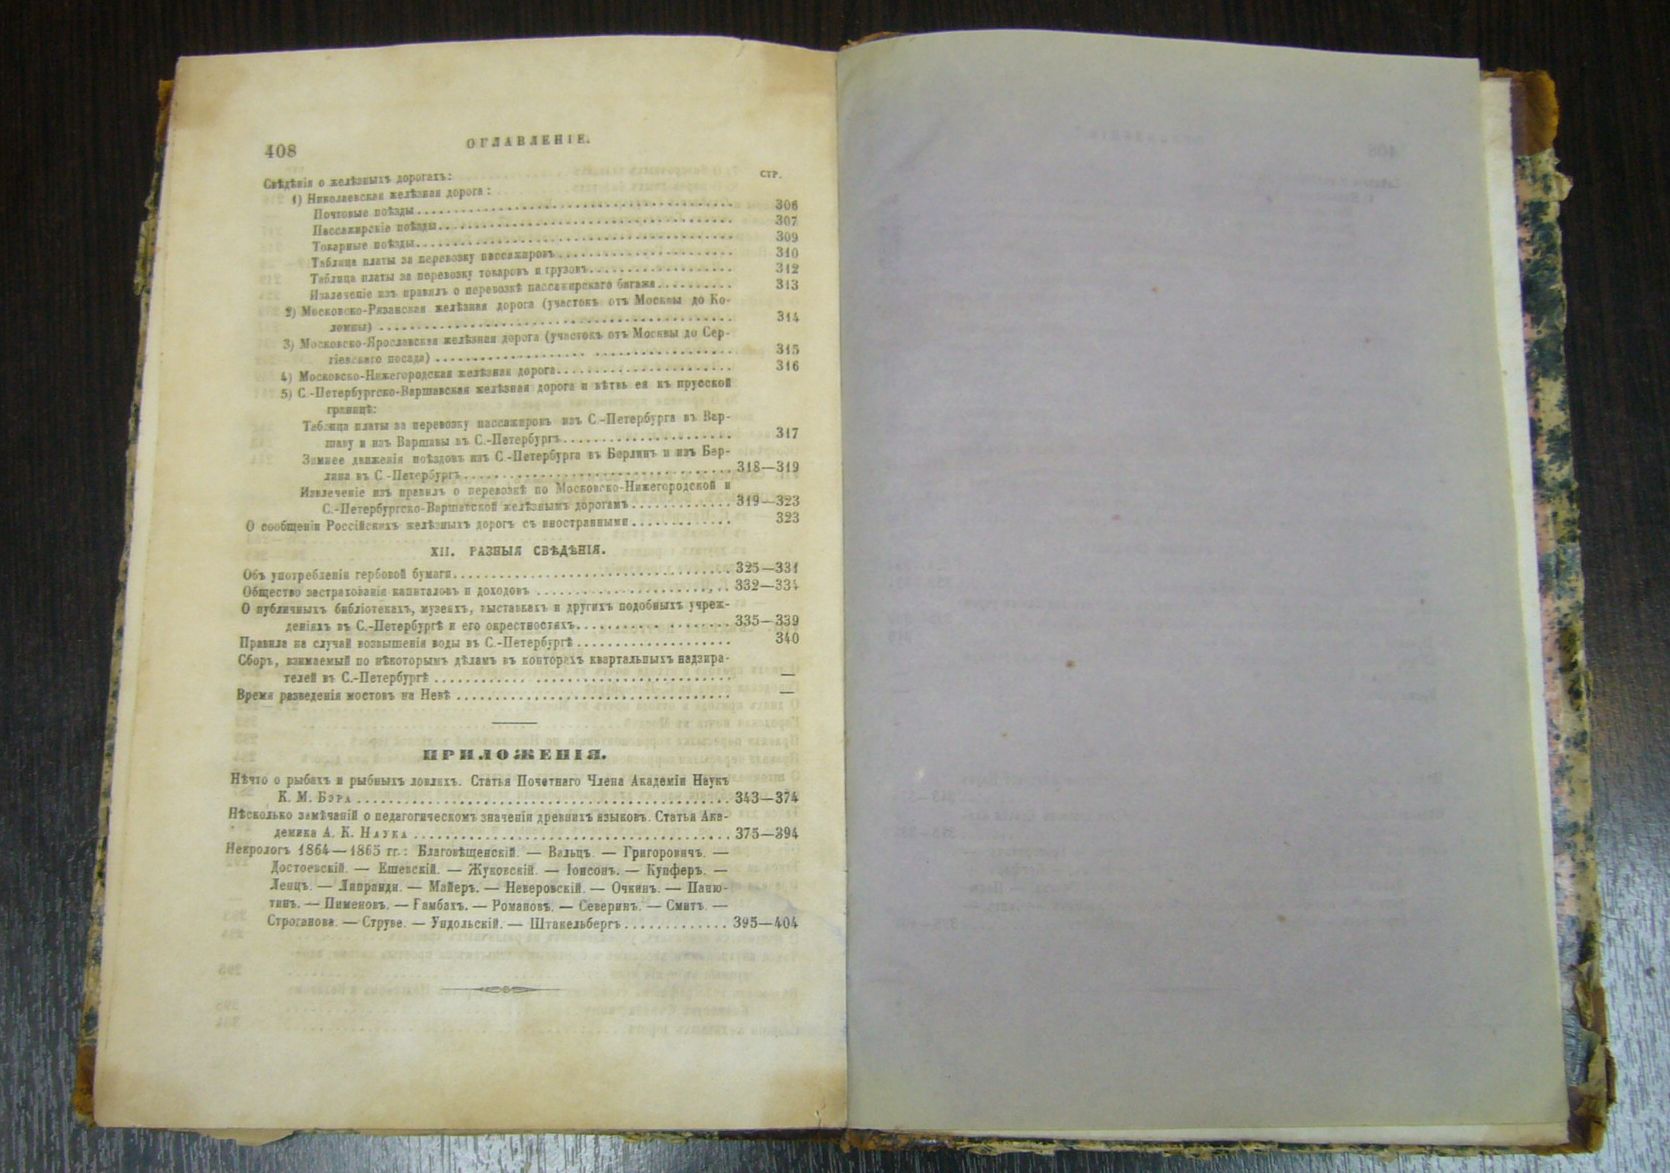 408 ОГЛАВЛЕНІЕ.
СТР.
Свѣдѣнія о желѣзныхъ дорогахъ:
1) Николаевская желѣзная дорога:
Почтовые поѣзды 306
Пассажирскіе поѣзды 307
Товарные поѣзды 309
Таблица платы за перевозку пассажировъ 310
Таблица платы за перевозку товаровъ и грузовъ 312
Извлеченіе изъ правилъ о перевозкѣ пассажирскаго багажа 313
2) Московско-Рязанская желѣзная дорога (участокъ отъ Москвы до Ко-
ломны) 314
3) Московско-Ярославская желѣзная дорога (участокъ отъ Москвы до Сер-
гіевскаго посада) 315
4) Московско-Нижегородская желѣзная дорога 316
5) С.-Петербургско-Варшавская желѣзная дорога и вѣтвь ея къ прусской
границѣ:
Таблица платы за перевозку пассажировъ изъ С.-Петербурга въ Вар-
шаву и изъ Варшавы въ С.-Петербургъ 317
Зимнее движенія поѣздовъ изъ С.-Петербурга въ Берлинъ и изъ Бер-
лина въ С.-Петербургъ 318—319
Извлеченіе изъ правилъ о перевозкѣ по Московско-Нижегородской и
С.-Петербургско-Варшавской желѣзнымъ дорогамъ 319—323
О сообщеніи Россійскихъ желѣзныхъ дорогъ съ иностранными 323
XII. РАЗНЫЯ СВѢДѢНІЯ.
Объ употребленіи гербовой бумаги 325—331
Общество застрахованія капиталовъ и доходовъ 332—334
О публичныхъ библіотекахъ, музеяхъ, выставкахъ и другихъ подобныхъ учреж-
деніяхъ въ С.-Петербургѣ и его окрестностяхъ 335—339
Правила на случай возвышенія воды въ С.-Петербургѣ 340
Сборъ, взимаемый по нѣкоторымъ дѣламъ въ конторахъ квартальныхъ надзира-
телей въ С.-Петербургѣ —
Время разведенія мостовъ на Невѣ —
ПРИЛОЖЕНІЯ.
Нѣчто о рыбахъ и рыбныхъ ловляхъ. Статья Почетнаго Члена Академіи Наукъ
К. М. Бэра 343—374
Нѣсколько замѣчаній о педагогическомъ значеніи древнихъ языковъ. Статья Ака-
демика А. К. Наука 375—394
Некрологъ 1864—1865 гг.: Благовѣщенскій. — Вальцъ. — Григоровичъ. —
Достоевскій. — Ешевскій. — Жуковскій. — Іонсонъ. — Купферъ. —
Ленцъ. — Липранди. — Майеръ. — Неверовскій. — Очкинъ. — Паню-
тинъ. — Пименовъ. — Гамбахъ. — Романовъ. — Северинъ. — Смитъ. —
Строганова. — Струве. — Ундольскій. — Штакельбергъ 395—404